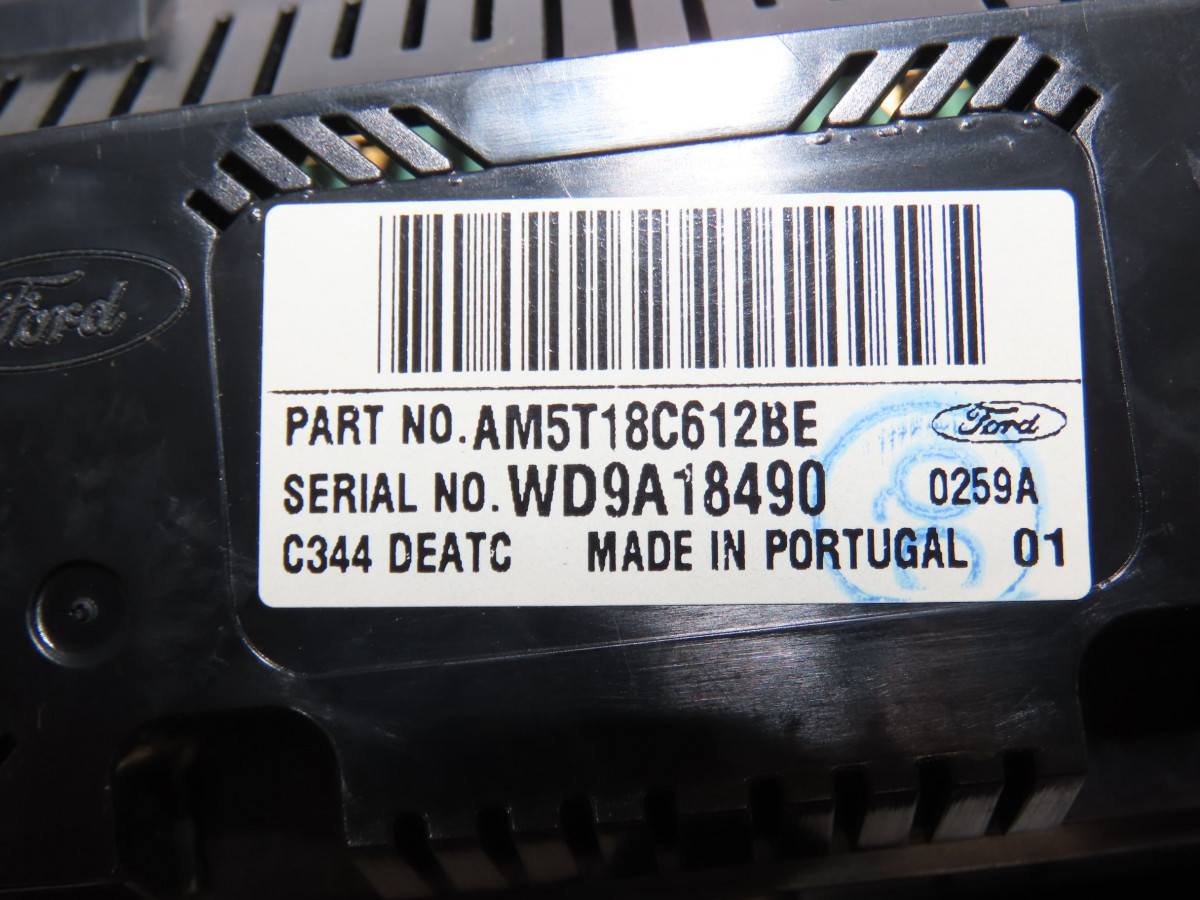 Ford
PART NO. AM5T18C612BE Ford
SERIAL NO. WD9A18490 0259A
C344 DEATC MADE IN PORTUGAL 01